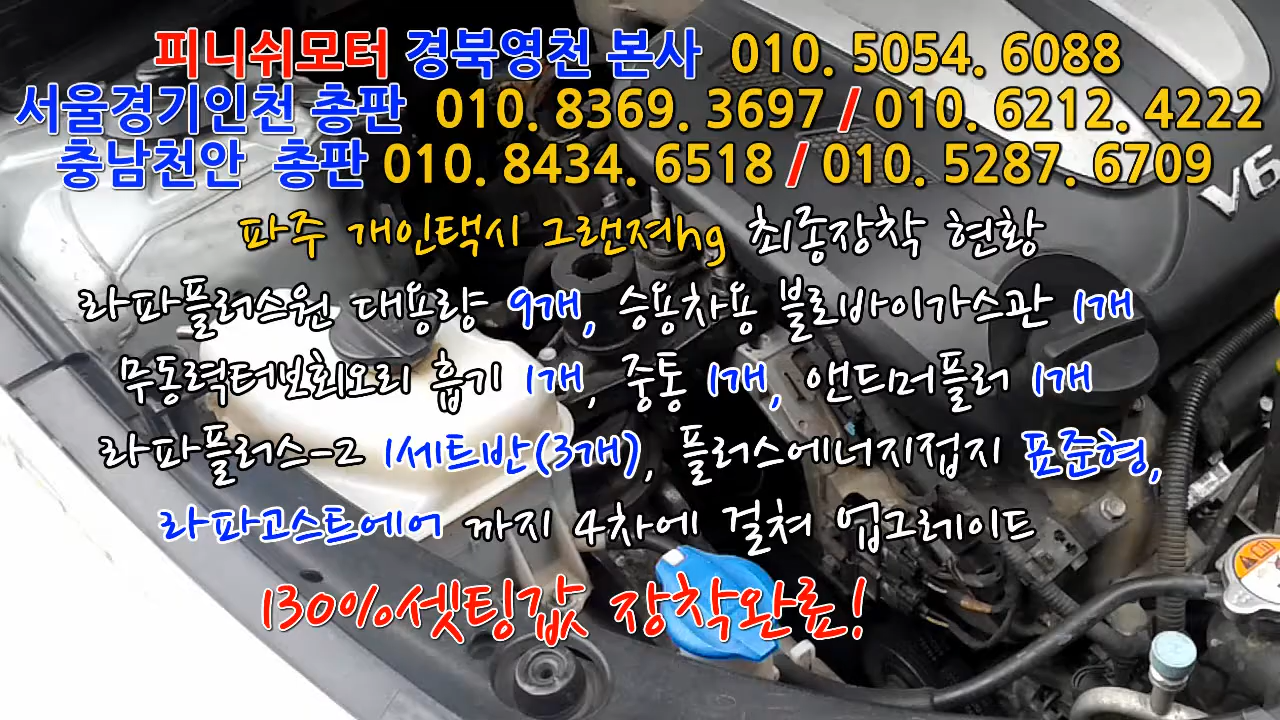 피니쉬모터 경북영천 본사 010. 5054. 6088
서울경기인천 총판 010. 8369. 3697 / 010. 6212. 4222
충남천안 총판 010. 8434. 6518 / 010. 5287. 6709
파주 개인택시 그랜져hg 최종장착 현황
라파플러스원 대용량 9개, 승용차용 블로바이가스관 1개
무동력터보회오리 흡기 1개, 중통 1개, 앤드머플러 1개
라파플러스-2 1세트반(3개), 플러스에너지접지 표준형,
라파고스트에어 까지 4차에 걸쳐 업그레이드
130%셋팅값 장착완료!
V6